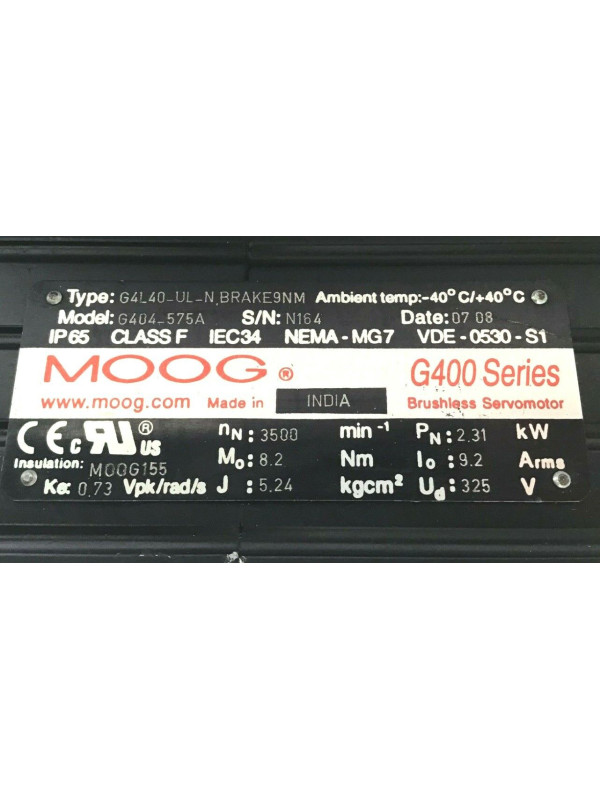 Type: G4L40-UL-N,BRAKE9NM Ambient temp:-40°C/+40°C
Model: G404-575A S/N: N164 Date: 07 08
IP65 CLASS F IEC34 NEMA-MG7 VDE-0530-S1
MOOG® G400 Series
www.moog.com Made in INDIA Brushless Servomotor
CE c RU ® US nN: 3500 min⁻¹ PN: 2.31 kW
Insulation: MOOG155 Mo: 8.2 Nm Io: 9.2 Arms
Ke: 0.73 Vpk/rad/s J: 5.24 kgcm² Ud: 325 V